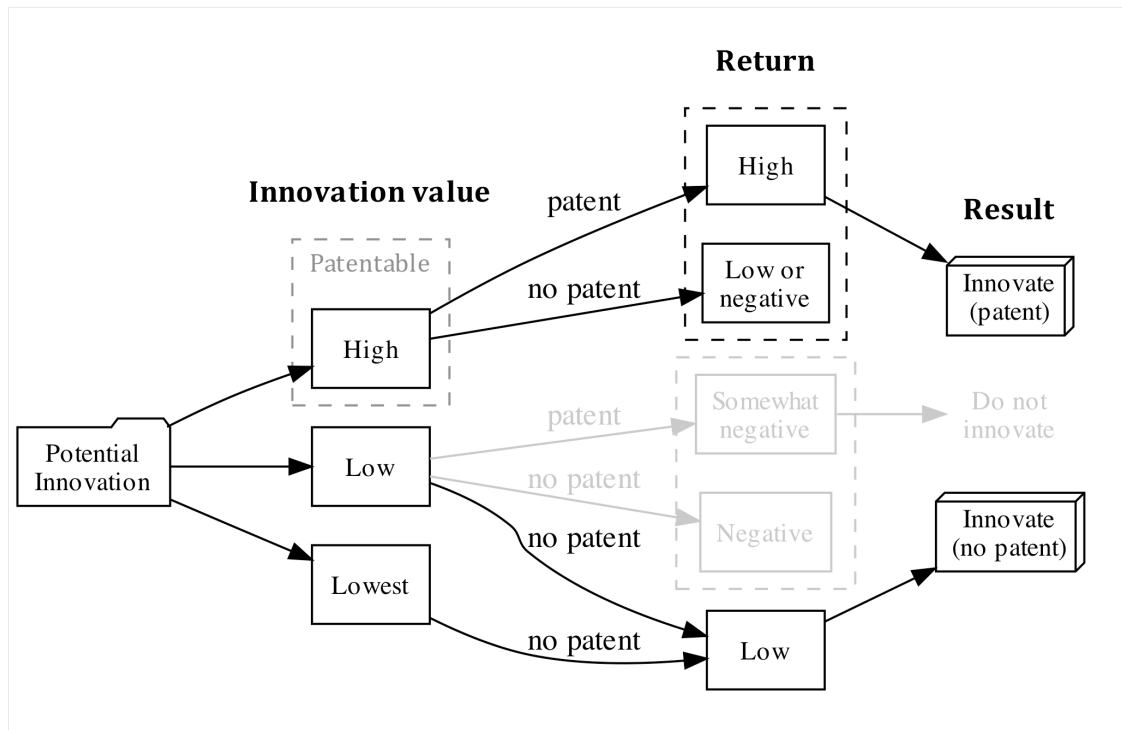 Return
High
Innovation value
patent
Result
Patentable
Low or
negative
no patent
Innovate
(patent)
High
Somewhat
negative
patent
Do not
innovate
Potential
Innovation
Low
no patent
Negative
Innovate
(no patent)
no patent
Lowest
no patent
Low